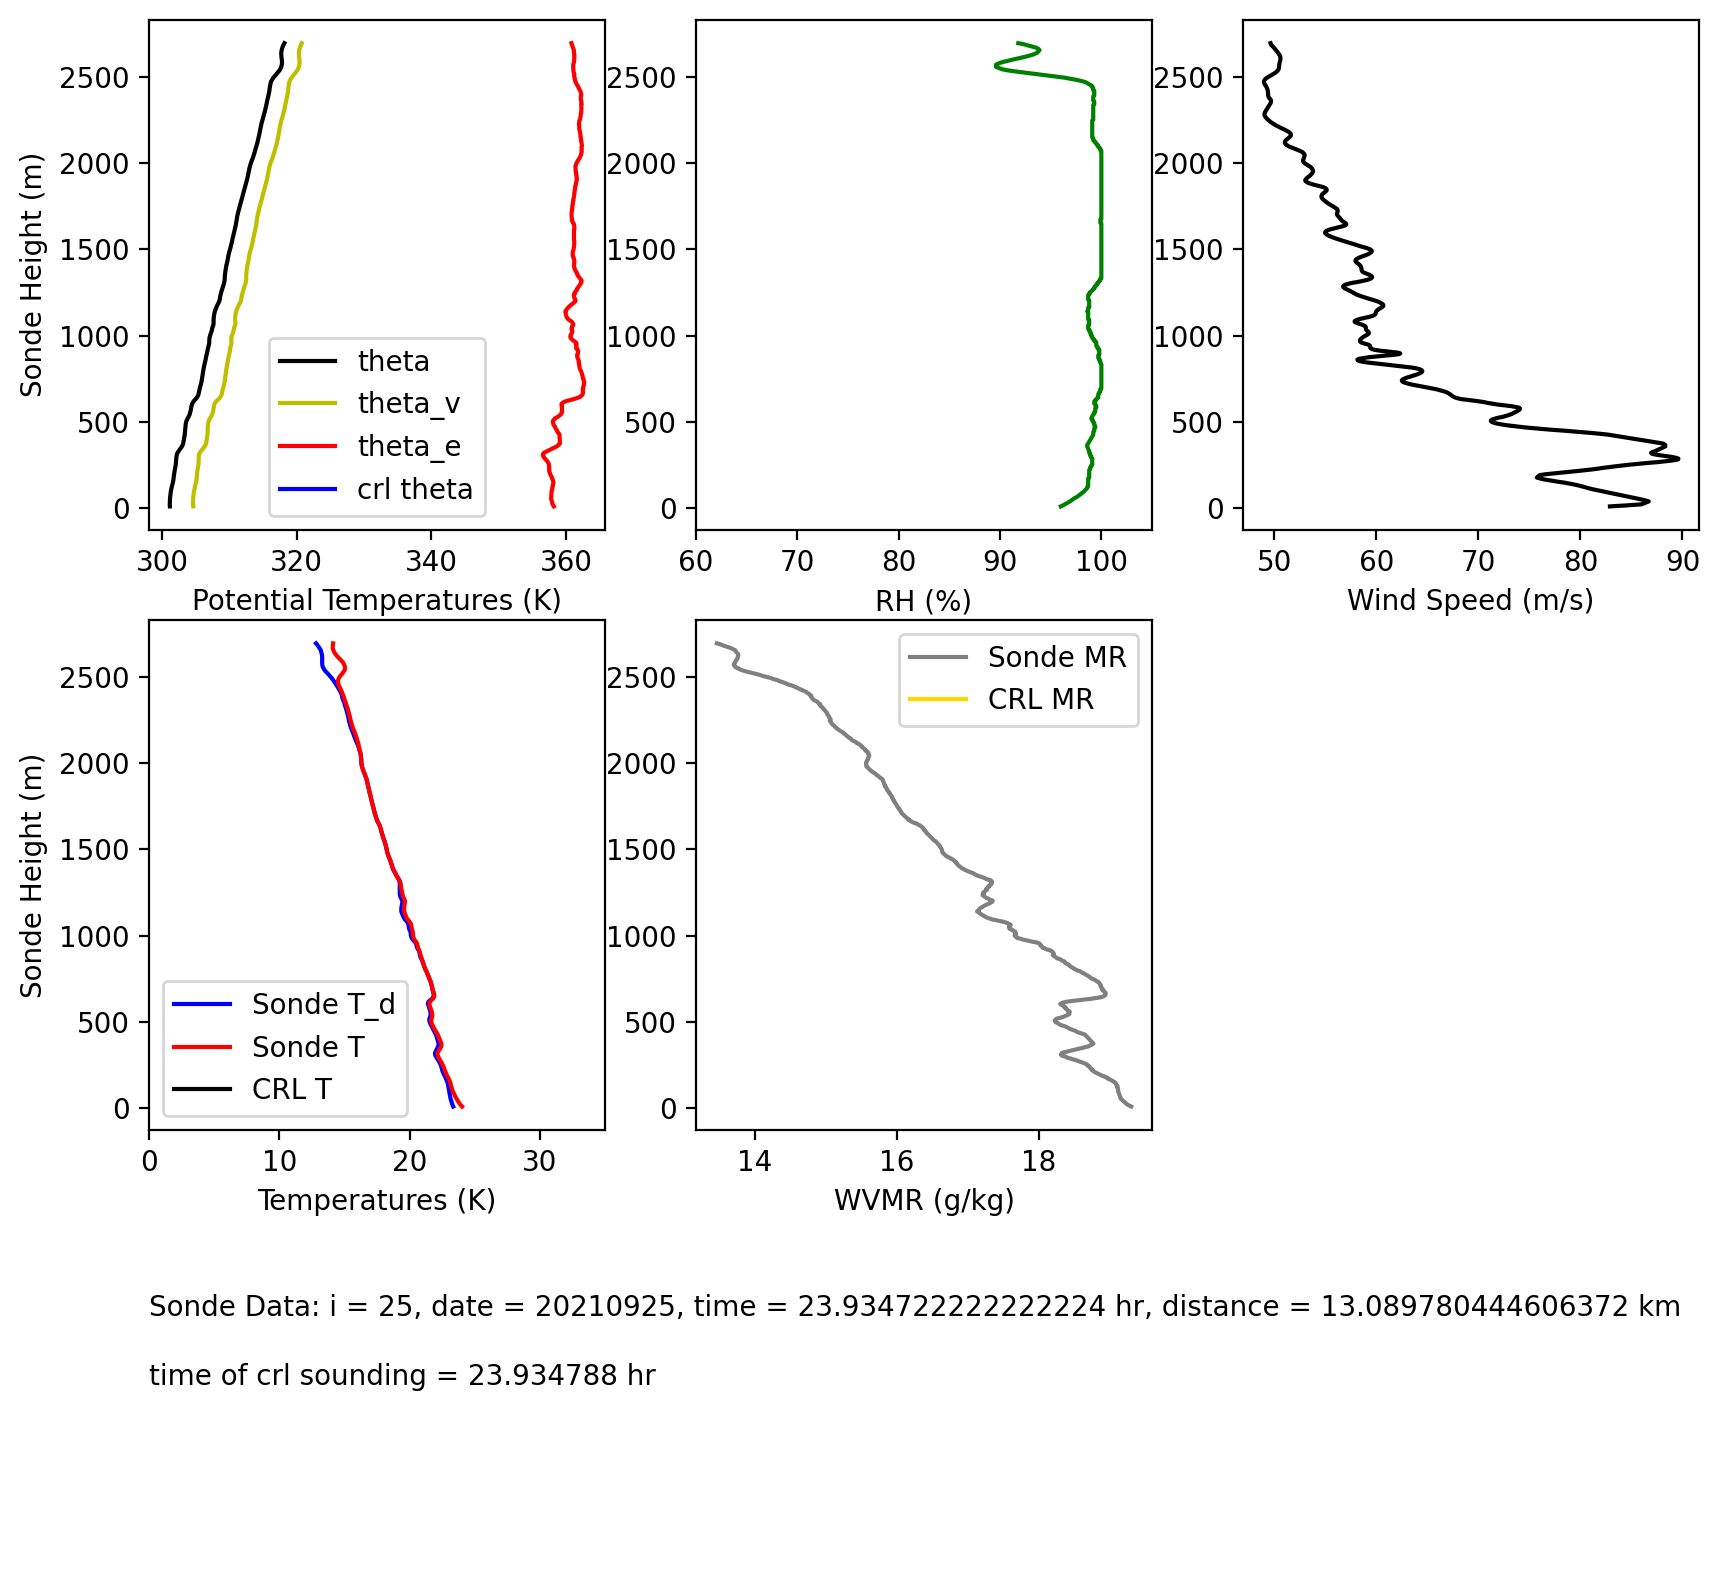 Sonde Height (m)
2500
2000
1500
1000
500
0
theta
theta_v
theta_e
crl theta
300 320 340 360
Potential Temperatures (K)
2500
2000
1500
1000
500
0
60 70 80 90 100
RH (%)
2500
2000
1500
1000
500
0
50 60 70 80 90
Wind Speed (m/s)
Sonde Height (m)
2500
2000
1500
1000
500
0
Sonde T_d
Sonde T
CRL T
0 10 20 30
Temperatures (K)
2500
2000
1500
1000
500
0
Sonde MR
CRL MR
14 16 18
WVMR (g/kg)
Sonde Data: i = 25, date = 20210925, time = 23.934722222222224 hr, distance = 13.089780444606372 km
time of crl sounding = 23.934788 hr